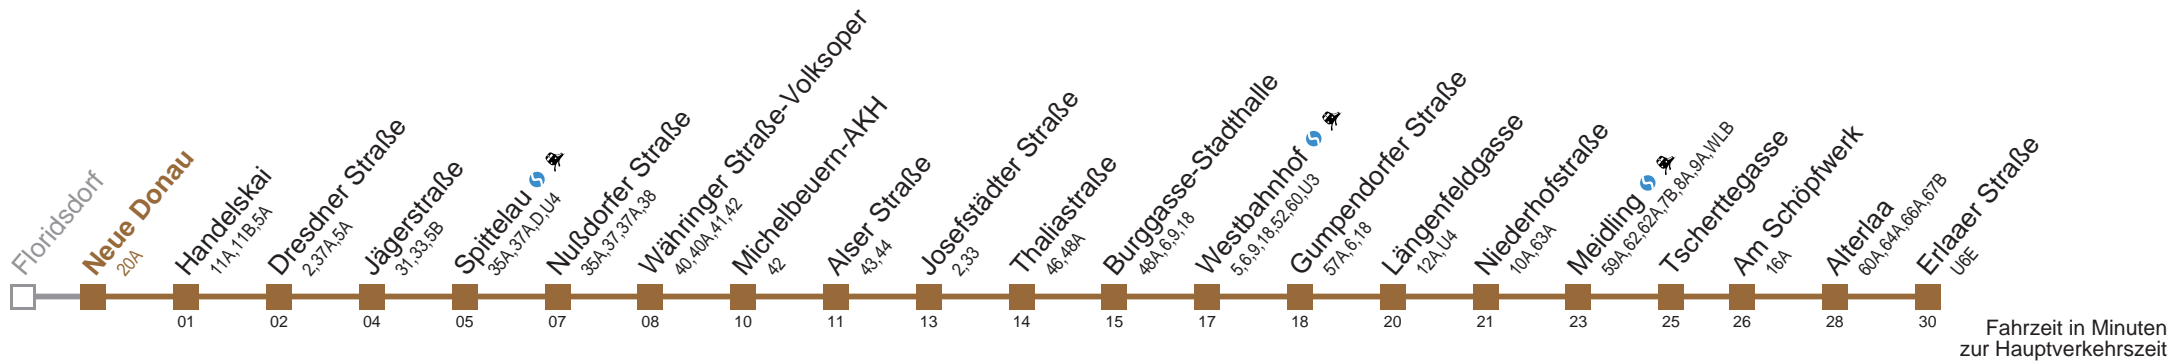 Floridsdorf
Neue Donau
20A
Handelskai
11A,11B,5A
01
Dresdner Straße
2,37A,5A
02
Jägerstraße
31,33,5B
04
Spittelau
35A,37A,D,U4
05
Nußdorfer Straße
35A,37,37A,38
07
Währinger Straße-Volksoper
40,40A,41,42
08
Michelbeuern-AKH
42
10
Alser Straße
43,44
11
Josefstädter Straße
2,33
13
Thaliastraße
46,48A
14
Burggasse-Stadthalle
48A,6,9,18
15
Westbahnhof
5,6,9,18,52,60,U3
17
Gumpendorfer Straße
57A,6,18
18
Längenfeldgasse
12A,U4
20
Niederhofstraße
10A,63A
21
Meidling
59A,62,62A,7B,8A,9A,WLB
23
Tscherttegasse
25
Am Schöpfwerk
16A
26
Alterlaa
60A,64A,66A,67B
28
Erlaaer Straße
U6E
30
Fahrzeit in Minuten
zur Hauptverkehrszeit